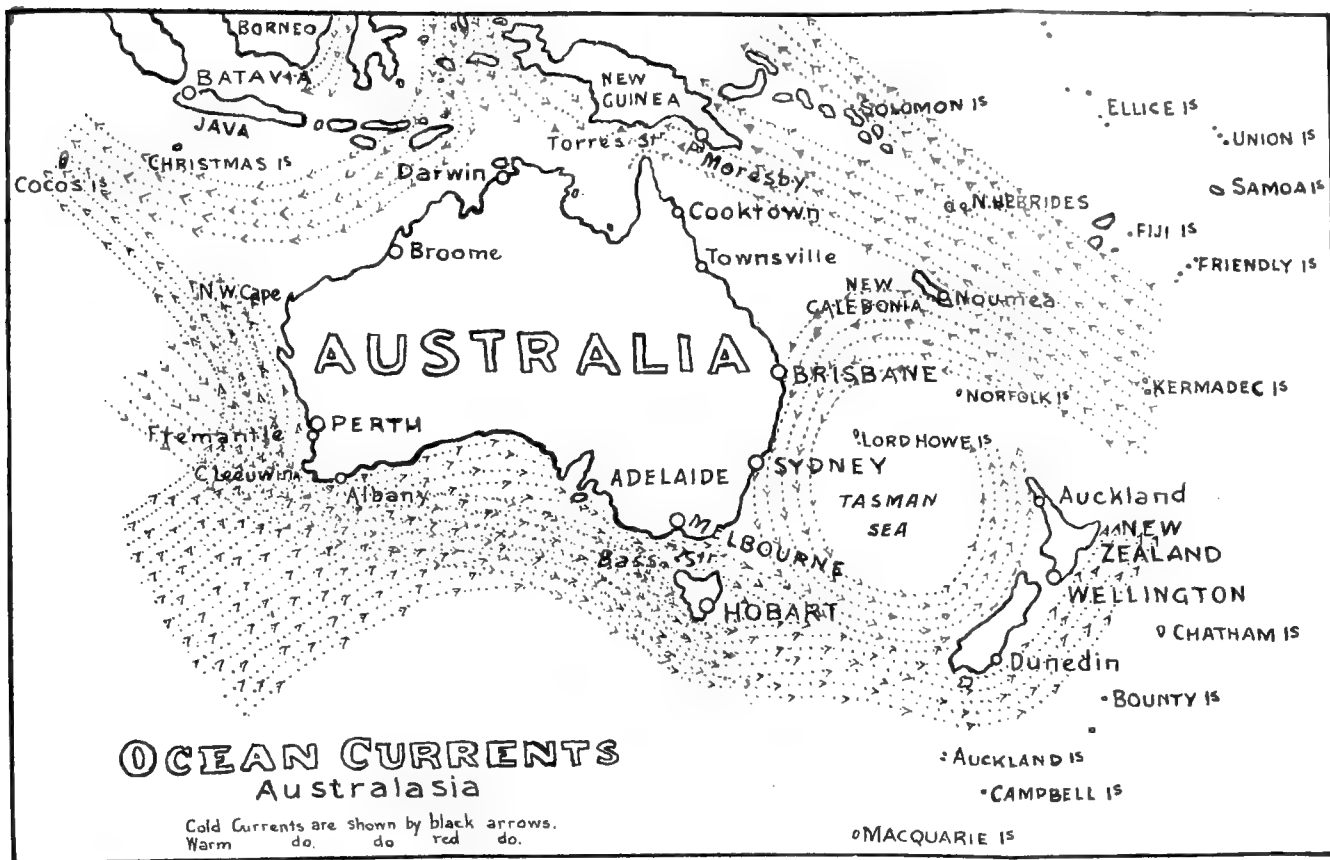 BORNEO
BATAVIA
JAVA
CHRISTMAS IS
COCOS IS
NEW
GUINEA
Torres Str
Moresby
SOLOMON IS
ELLICE IS
UNION IS
SAMOA IS
N. HEBRIDES
FIJI IS
FRIENDLY IS
Darwin
Cooktown
Broome
Townsville
N.W. Cape
NEW
CALEDONIA
Noumea
AUSTRALIA
BRISBANE
NORFOLK IS
KERMADEC IS
Fremantle
PERTH
LORD HOWE IS
C. Leeuwin
Albany
ADELAIDE
SYDNEY
TASMAN
SEA
Auckland
NEW
ZEALAND
MELBOURNE
Bass Str
HOBART
WELLINGTON
CHATHAM IS
Dunedin
BOUNTY IS
OCEAN CURRENTS
Australasia
AUCKLAND IS
CAMPBELL IS
MACQUARIE IS
Cold Currents are shown by black arrows.
Warm do. do red do.